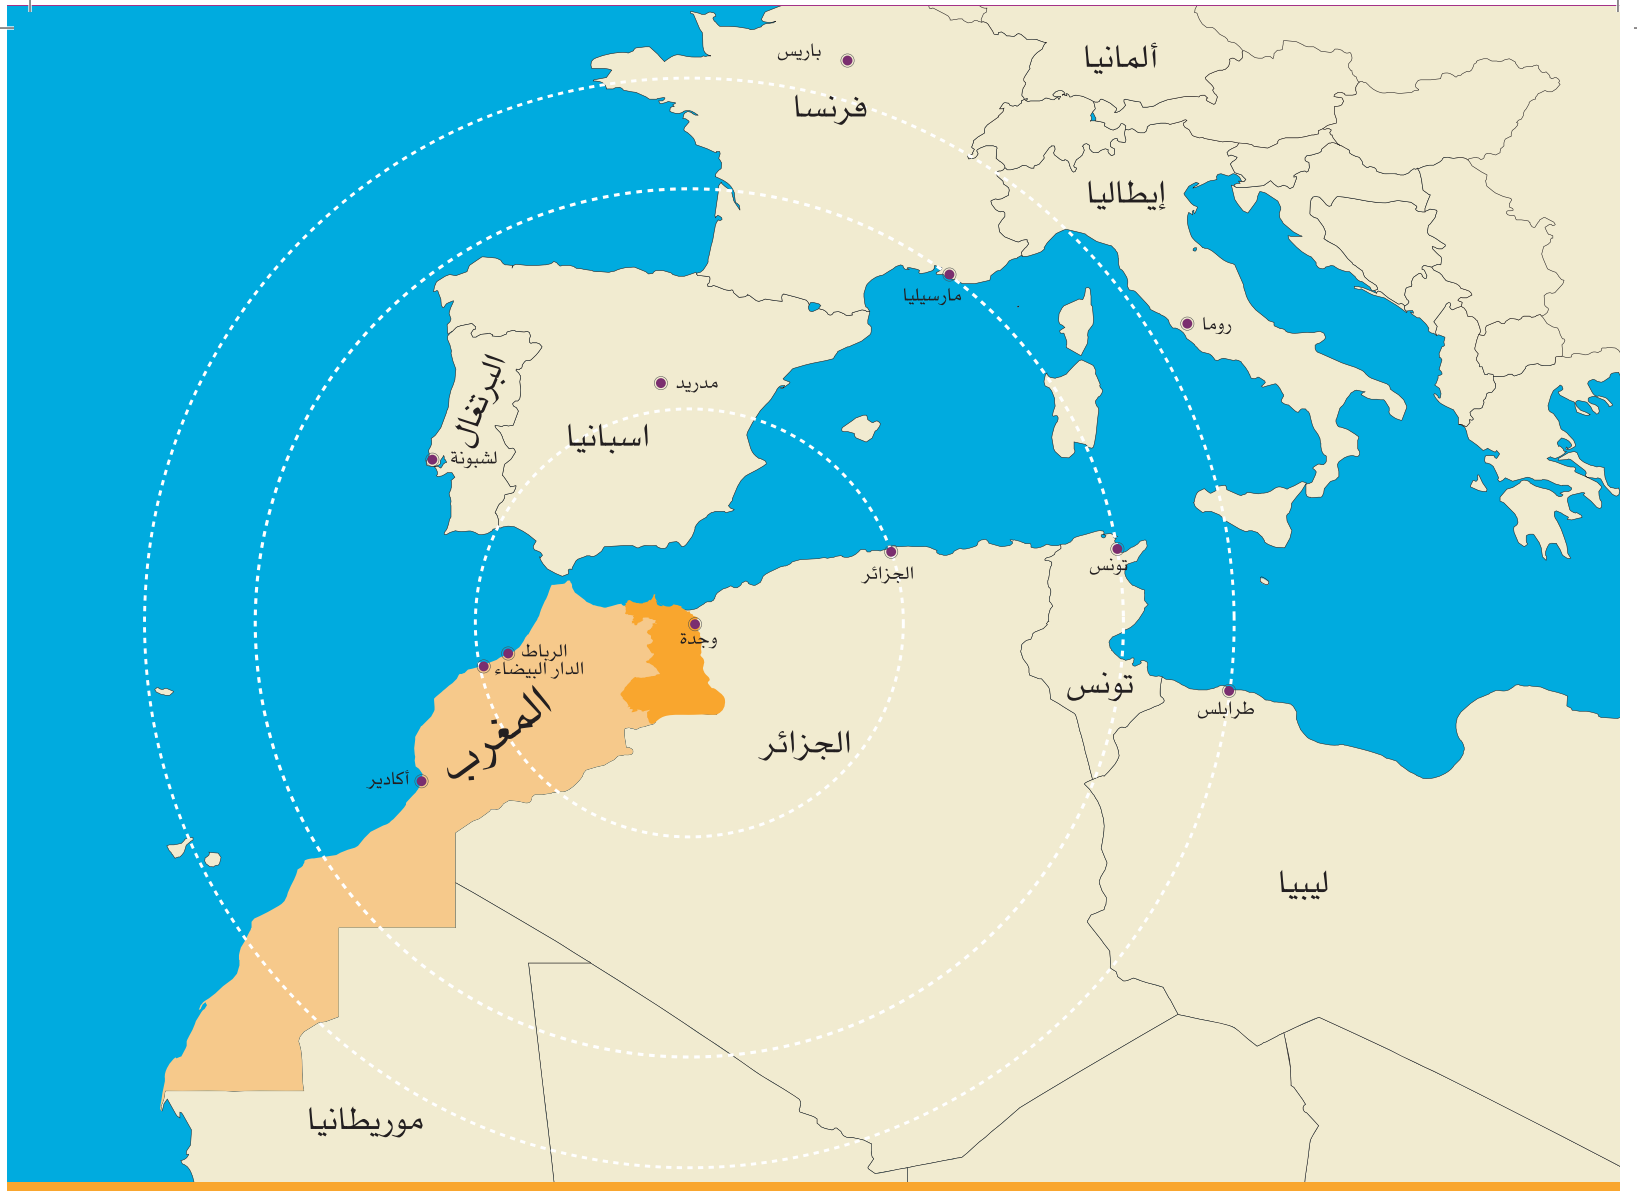 باريس
ألمانيا
فرنسا
إيطاليا
مارسيليا
روما
البرتغال
مدريد
اسبانيا
لشبونة
تونس
الجزائر
وجدة
الرباط
الدار البيضاء
تونس
المغرب
طرابلس
الجزائر
أكادير
ليبيا
موريطانيا